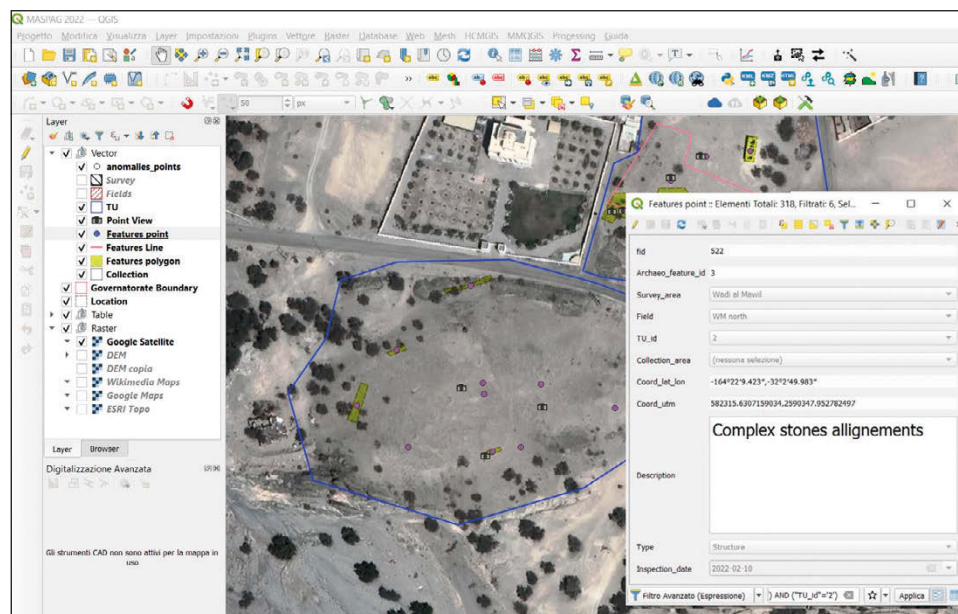 MASPAG 2022 — QGIS
Progetto Modifica Visualizza Layer Impostazioni Plugins Vettore Raster Database Web Mesh HCMGIS MMQGIS Processing Guida
50 px
Layer
Vector
anomalies_points
Survey
Fields
TU
Point View
Features point
Features Line
Features polygon
Collection
Governatorate Boundary
Location
Table
Raster
Google Satellite
DEM
DEM copia
Wikimedia Maps
Google Maps
ESRI Topo
Layer Browser
Digitalizzazione Avanzata
Gli strumenti CAD non sono attivi per la mappa in
uso
Features point :: Elementi Totali: 318, Filtrati: 6, Sel...
fid 522
Archaeo_feature_id 3
Survey_area Wadi al Mawil
Field WM north
TU_id 2
Collection_area (nessuna selezione)
Coord_lat_lon -164°22'9.423",-32°2'49.983"
Coord_utm 582315.6307159034,2590347.952782497
Description Complex stones allignements
Type Structure
Inspection_date 2022-02-10
Filtro Avanzato (Espressione) ) AND ("TU_Id"='2') Applica